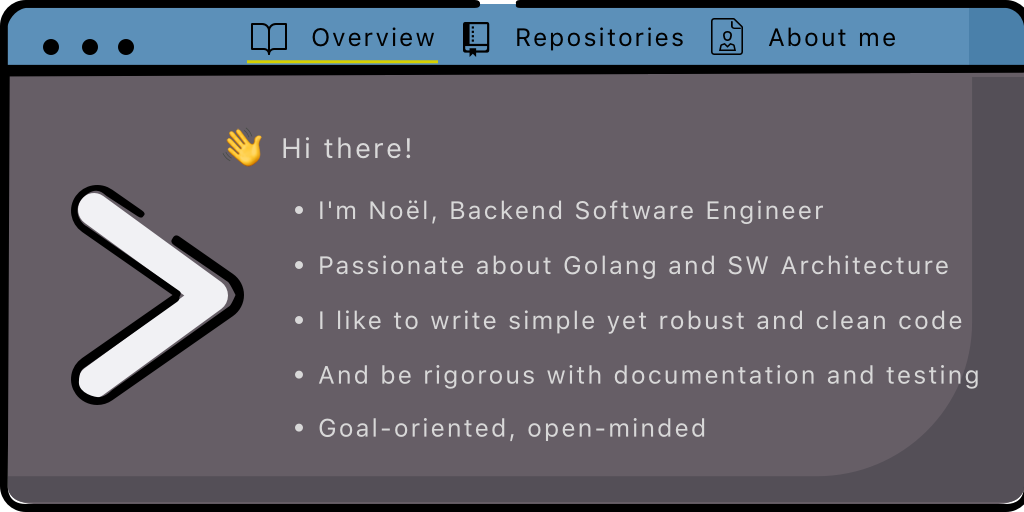 Overview Repositories About me
👋 Hi there!
• I'm Noël, Backend Software Engineer
• Passionate about Golang and SW Architecture
• I like to write simple yet robust and clean code
• And be rigorous with documentation and testing
• Goal-oriented, open-minded